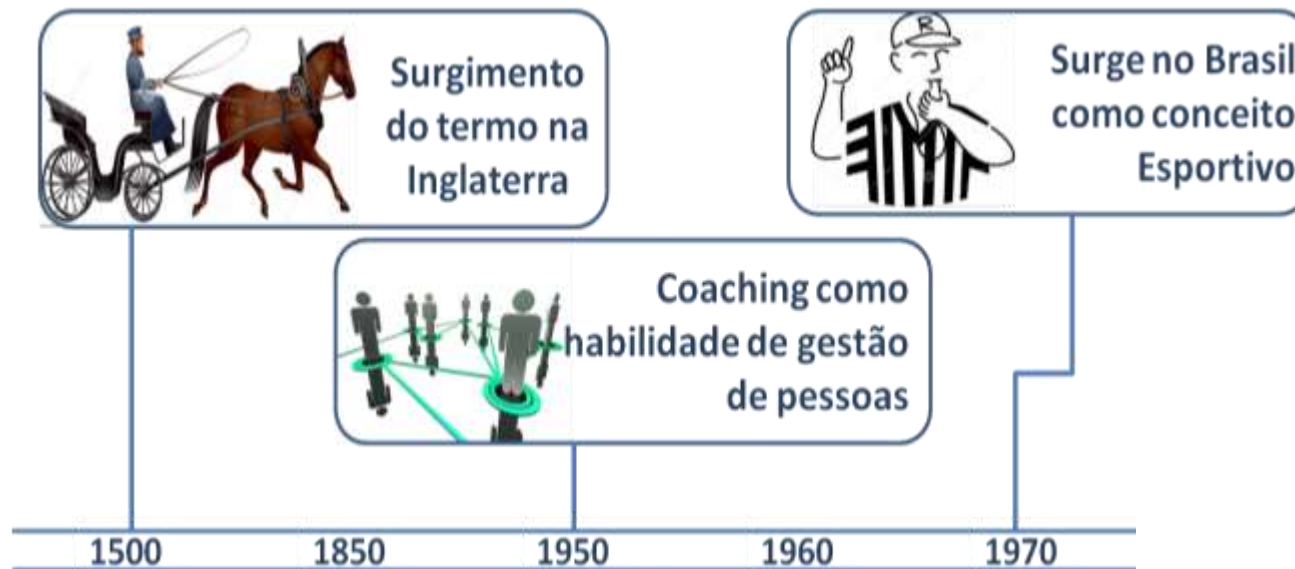 Surgimento
do termo na
Inglaterra
R
Surge no Brasil
como conceito
Esportivo
Coaching como
habilidade de gestão
de pessoas
1500 1850 1950 1960 1970